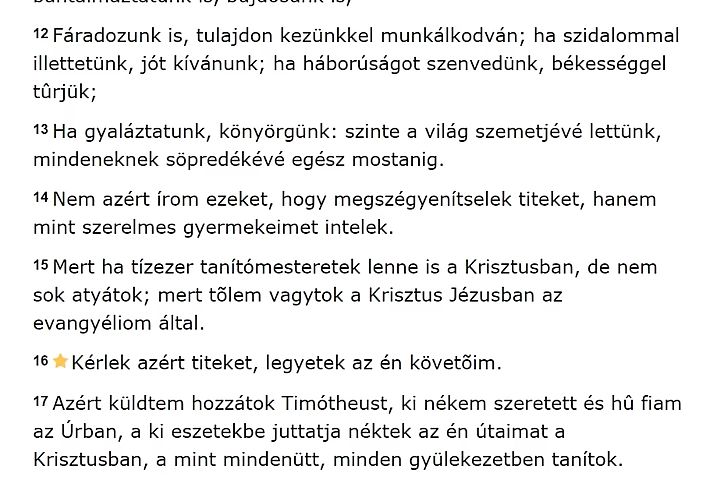 12 Fáradozunk is, tulajdon kezünkkel munkálkodván; ha szidalommal
illettetünk, jót kívánunk; ha háborúságot szenvedünk, békességgel
tûrjük;
13 Ha gyaláztatunk, könyörgünk: szinte a világ szemetjévé lettünk,
mindeneknek söpredékévé egész mostanig.
14 Nem azért írom ezeket, hogy megszégyenítselek titeket, hanem
mint szerelmes gyermekeimet intelek.
15 Mert ha tízezer tanítómesteretek lenne is a Krisztusban, de nem
sok atyátok; mert tõlem vagytok a Krisztus Jézusban az
evangyéliom által.
16 Kérlek azért titeket, legyetek az én követõim.
17 Azért küldtem hozzátok Timótheust, ki nékem szeretett és hû fiam
az Úrban, a ki eszetekbe juttatja néktek az én útaimat a
Krisztusban, a mint mindenütt, minden gyülekezetben tanítok.